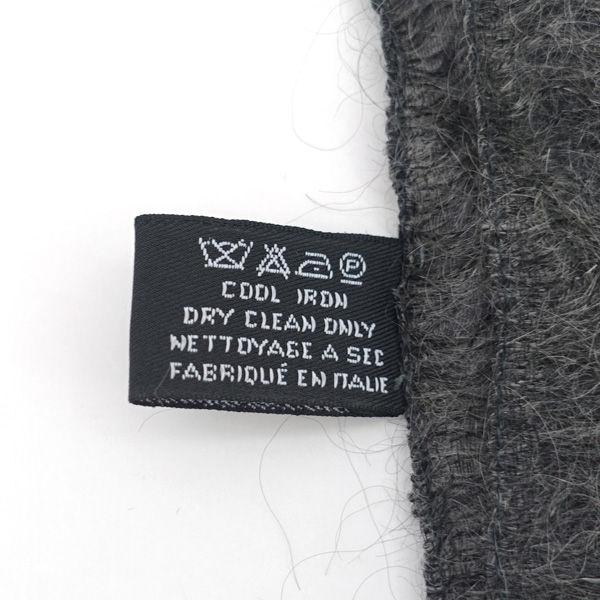 P
COOL IRON
DRY CLEAN ONLY
NETTOYAGE A SEC
FABRIQUÉ EN ITALIE